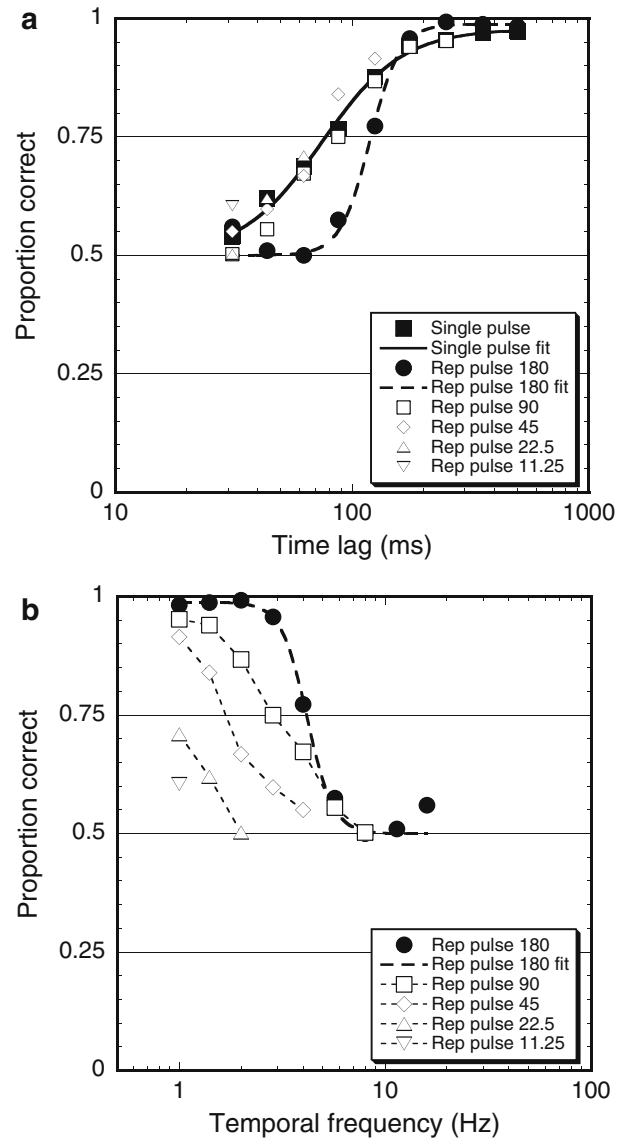 a
1
0.75
0.5
0.25
0
Proportion correct
Single pulse
Single pulse fit
Rep pulse 180
Rep pulse 180 fit
Rep pulse 90
Rep pulse 45
Rep pulse 22.5
Rep pulse 11.25
10
100
1000
Time lag (ms)
b
1
0.75
0.5
0.25
0
Proportion correct
Rep pulse 180
Rep pulse 180 fit
Rep pulse 90
Rep pulse 45
Rep pulse 22.5
Rep pulse 11.25
1
10
100
Temporal frequency (Hz)